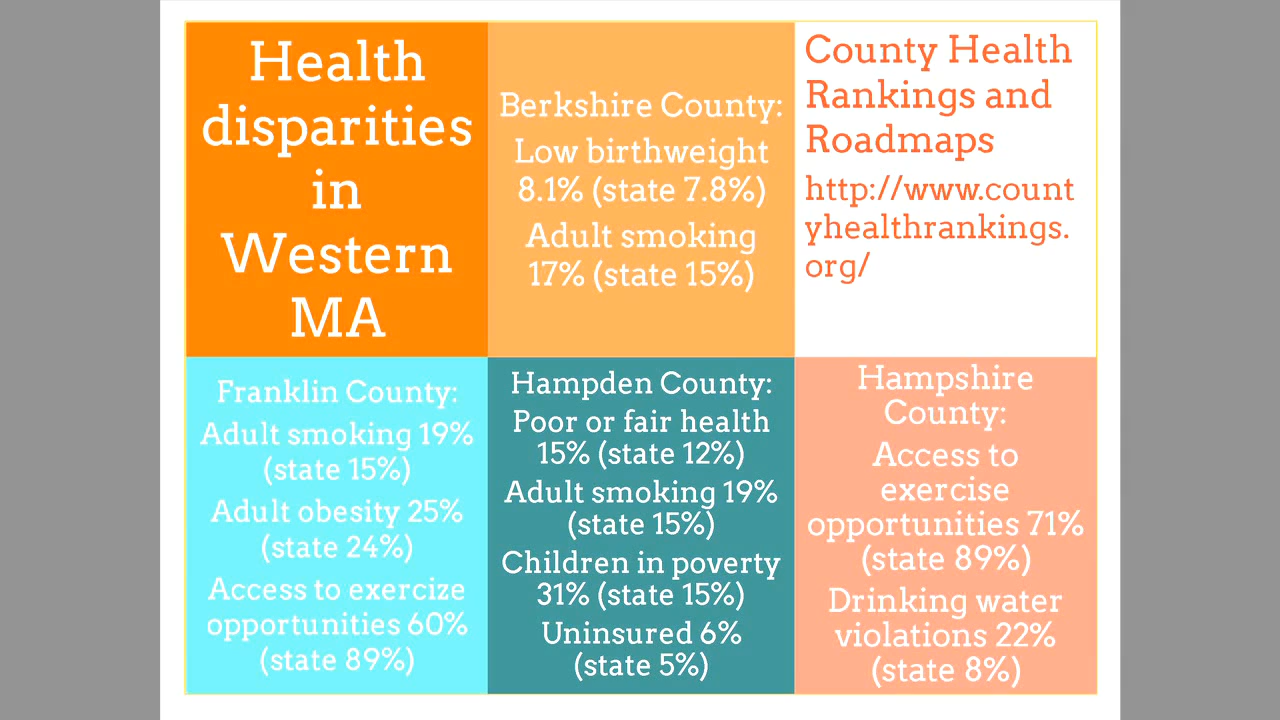 Health
disparities
in
Western
MA
Berkshire County:
Low birthweight
8.1% (state 7.8%)
Adult smoking
17% (state 15%)
County Health
Rankings and
Roadmaps
http://www.count
yhealthrankings.
org/
Franklin County:
Adult smoking 19%
(state 15%)
Adult obesity 25%
(state 24%)
Access to exercize
opportunities 60%
(state 89%)
Hampden County:
Poor or fair health
15% (state 12%)
Adult smoking 19%
(state 15%)
Children in poverty
31% (state 15%)
Uninsured 6%
(state 5%)
Hampshire
County:
Access to
exercise
opportunities 71%
(state 89%)
Drinking water
violations 22%
(state 8%)